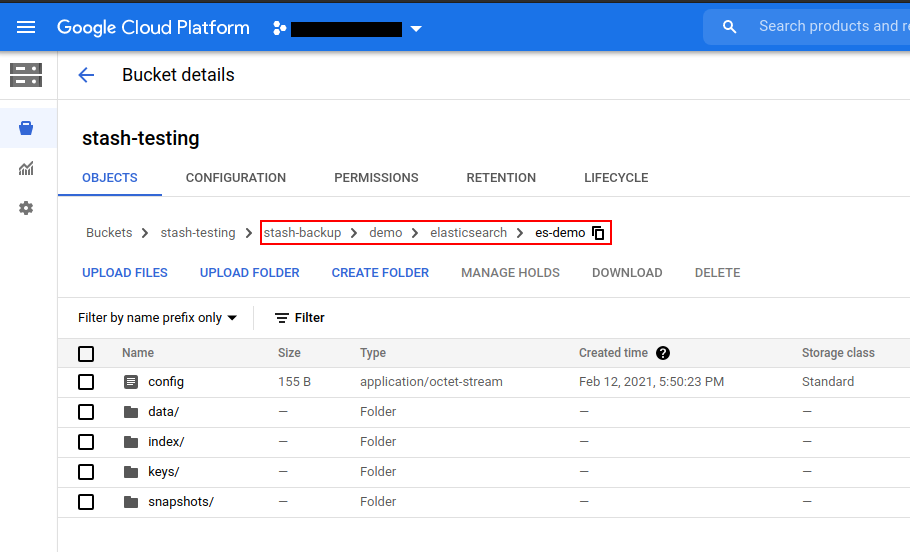 Google Cloud Platform Search products and re
Bucket details
stash-testing
OBJECTS CONFIGURATION PERMISSIONS RETENTION LIFECYCLE
Buckets > stash-testing > stash-backup > demo > elasticsearch > es-demo
UPLOAD FILES UPLOAD FOLDER CREATE FOLDER MANAGE HOLDS DOWNLOAD DELETE
Filter by name prefix only Filter
Name Size Type Created time ? Storage class
config 155 B application/octet-stream Feb 12, 2021, 5:50:23 PM Standard
data/ — Folder — —
index/ — Folder — —
keys/ — Folder — —
snapshots/ — Folder — —